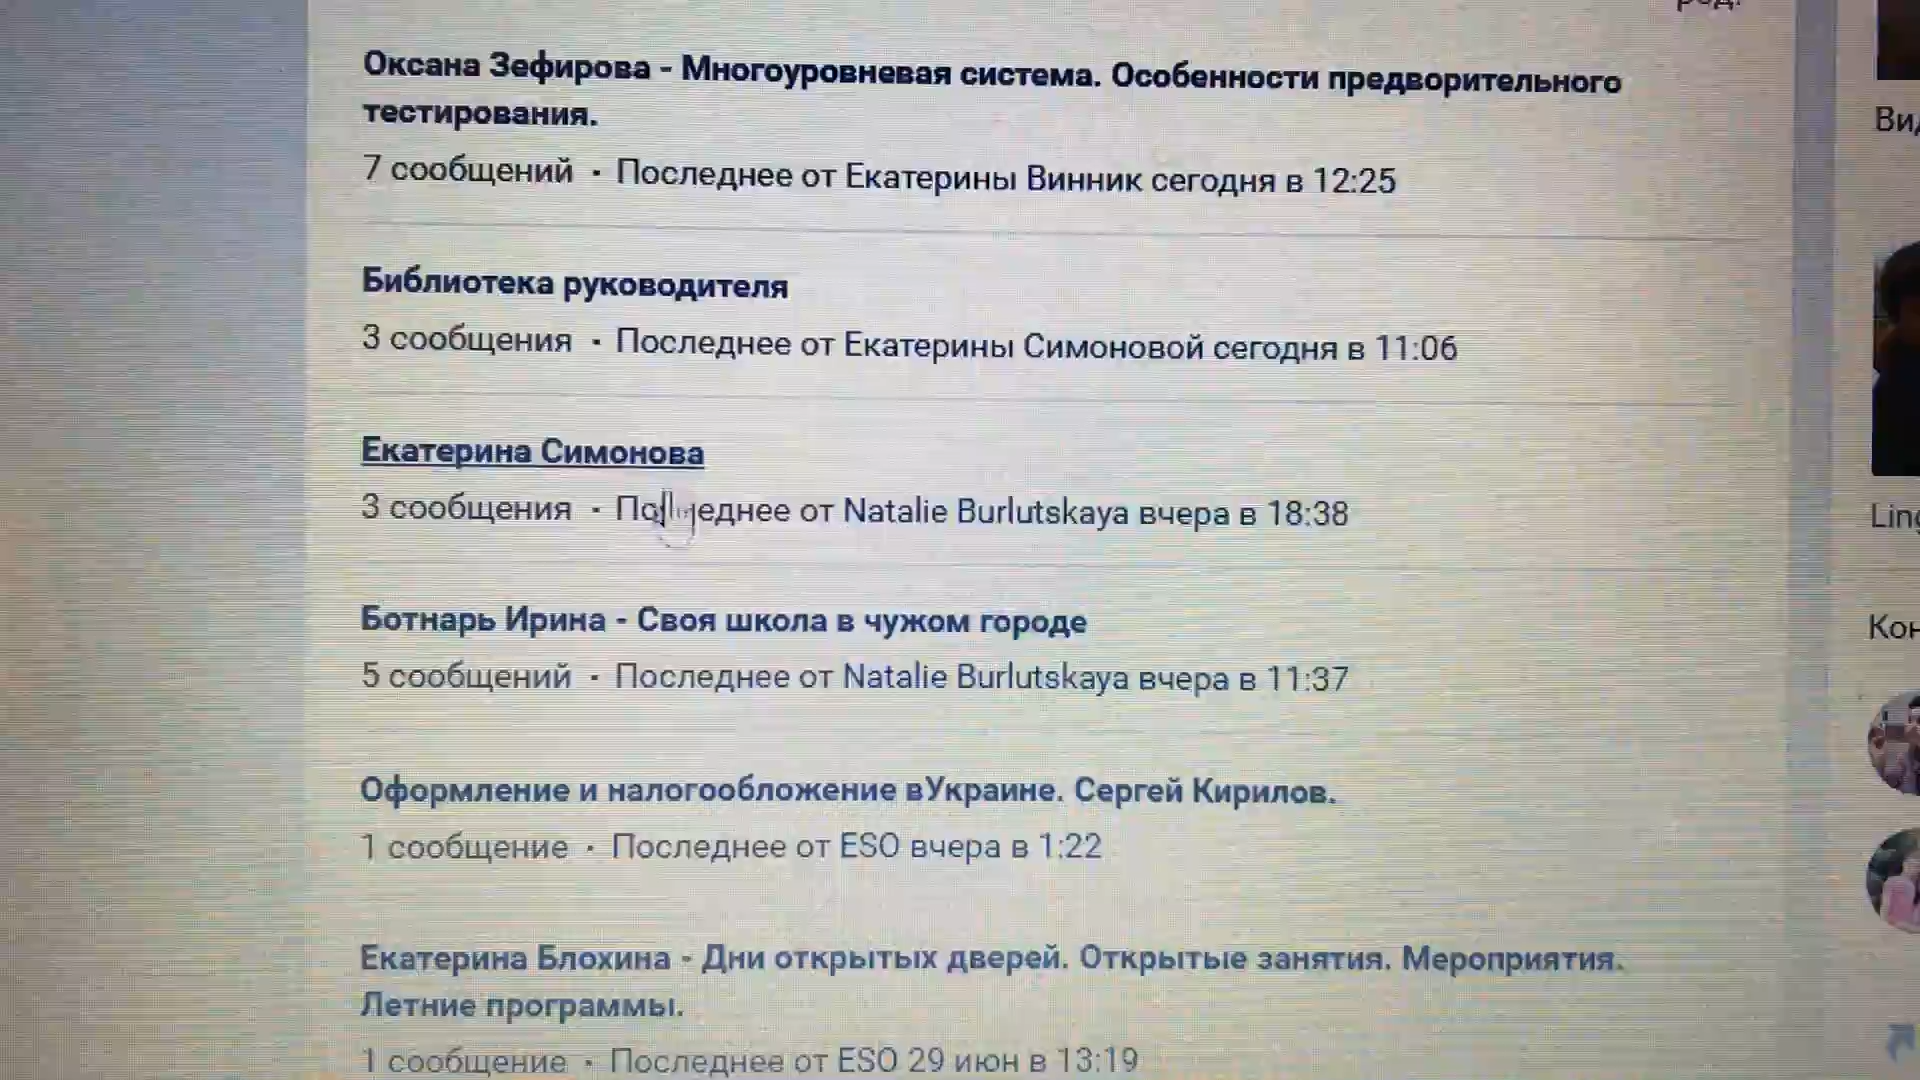 Оксана Зефирова - Многоуровневая система. Особенности предворительного
тестирования.
7 сообщений · Последнее от Екатерины Винник сегодня в 12:25
Библиотека руководителя
3 сообщения · Последнее от Екатерины Симоновой сегодня в 11:06
Екатерина Симонова
3 сообщения · Последнее от Natalie Burlutskaya вчера в 18:38
Ботнарь Ирина - Своя школа в чужом городе
5 сообщений · Последнее от Natalie Burlutskaya вчера в 11:37
Оформление и налогообложение вУкраине. Сергей Кирилов.
1 сообщение · Последнее от ESO вчера в 1:22
Екатерина Блохина - Дни открытых дверей. Открытые занятия. Мероприятия.
Летние программы.
1 сообщение · Последнее от ESO 29 июн в 13:19